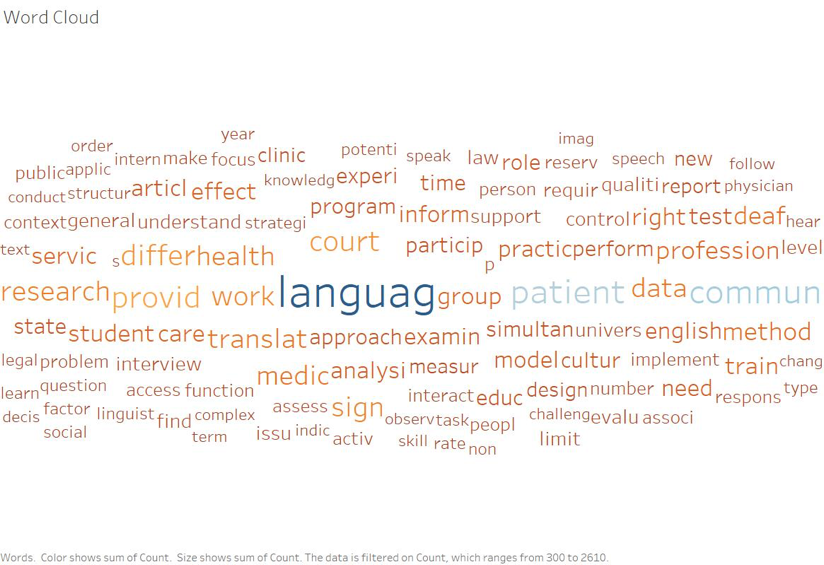 Word Cloud
year imag
order internmake focus clinic potenti speak law role reserv speech new follow
public applic articl effect knowledg experi time person requir qualiti report physician
conduct structur program inform support control right test deaf hear
context general understand strategi
text servic s differ health court particip p practic perform profession level
research provid work languag group patient data commun
state student care translat approach examin simultan univers english method
legal problem interview medic analysi measur model cultur implement train chang
learn question access function interact educ design number need respons type
decis factor linguist find complex assess sign observ task peopl challeng evalu associ
social term issu indic activ skill rate non limit
Words. Color shows sum of Count. Size shows sum of Count. The data is filtered on Count, which ranges from 300 to 2610.